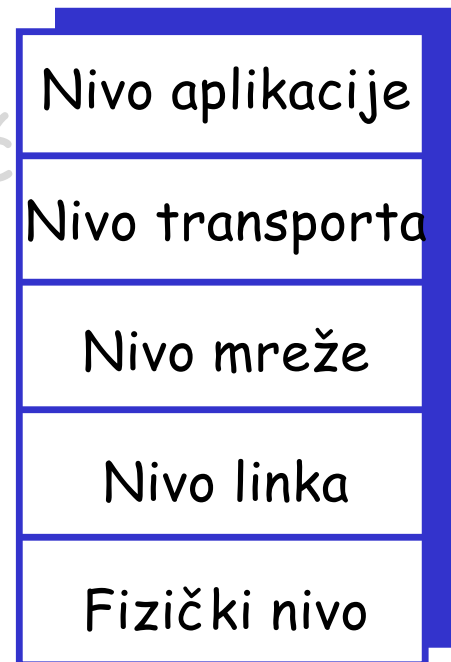 Nivo aplikacije
Nivo transporta
Nivo mreže
Nivo linka
Fizički nivo